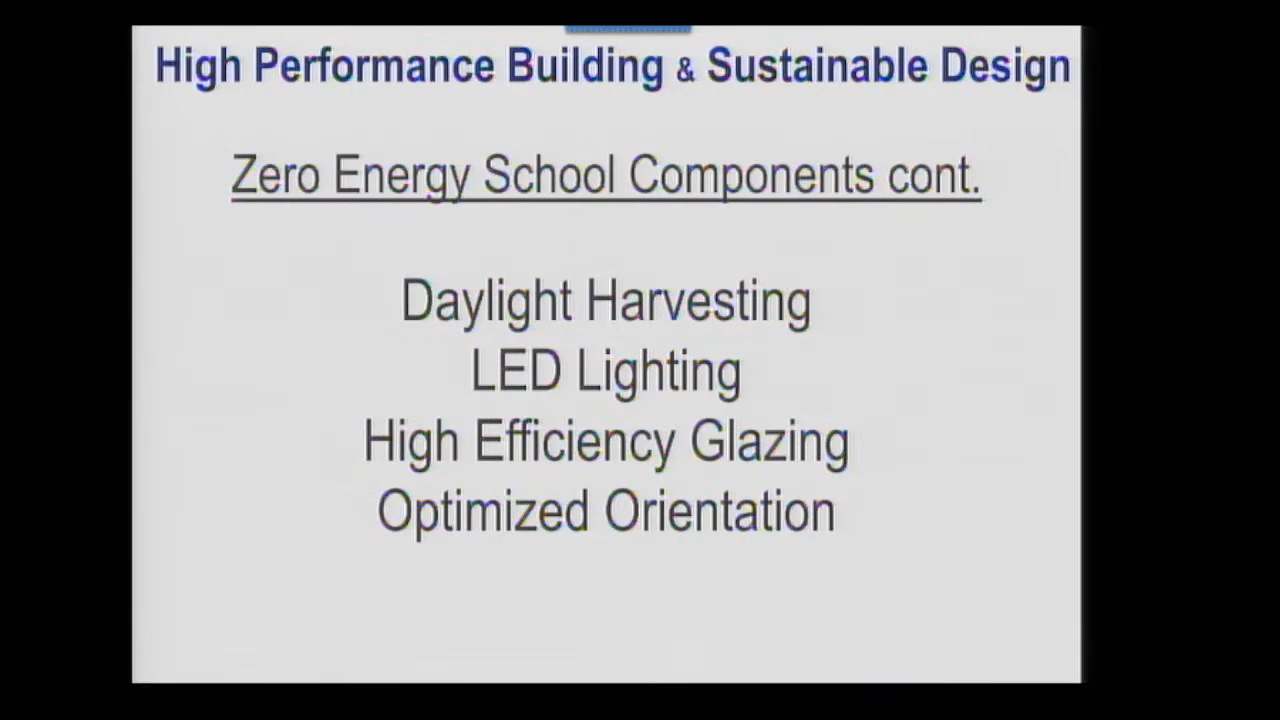 High Performance Building & Sustainable Design
Zero Energy School Components cont.
Daylight Harvesting
LED Lighting
High Efficiency Glazing
Optimized Orientation